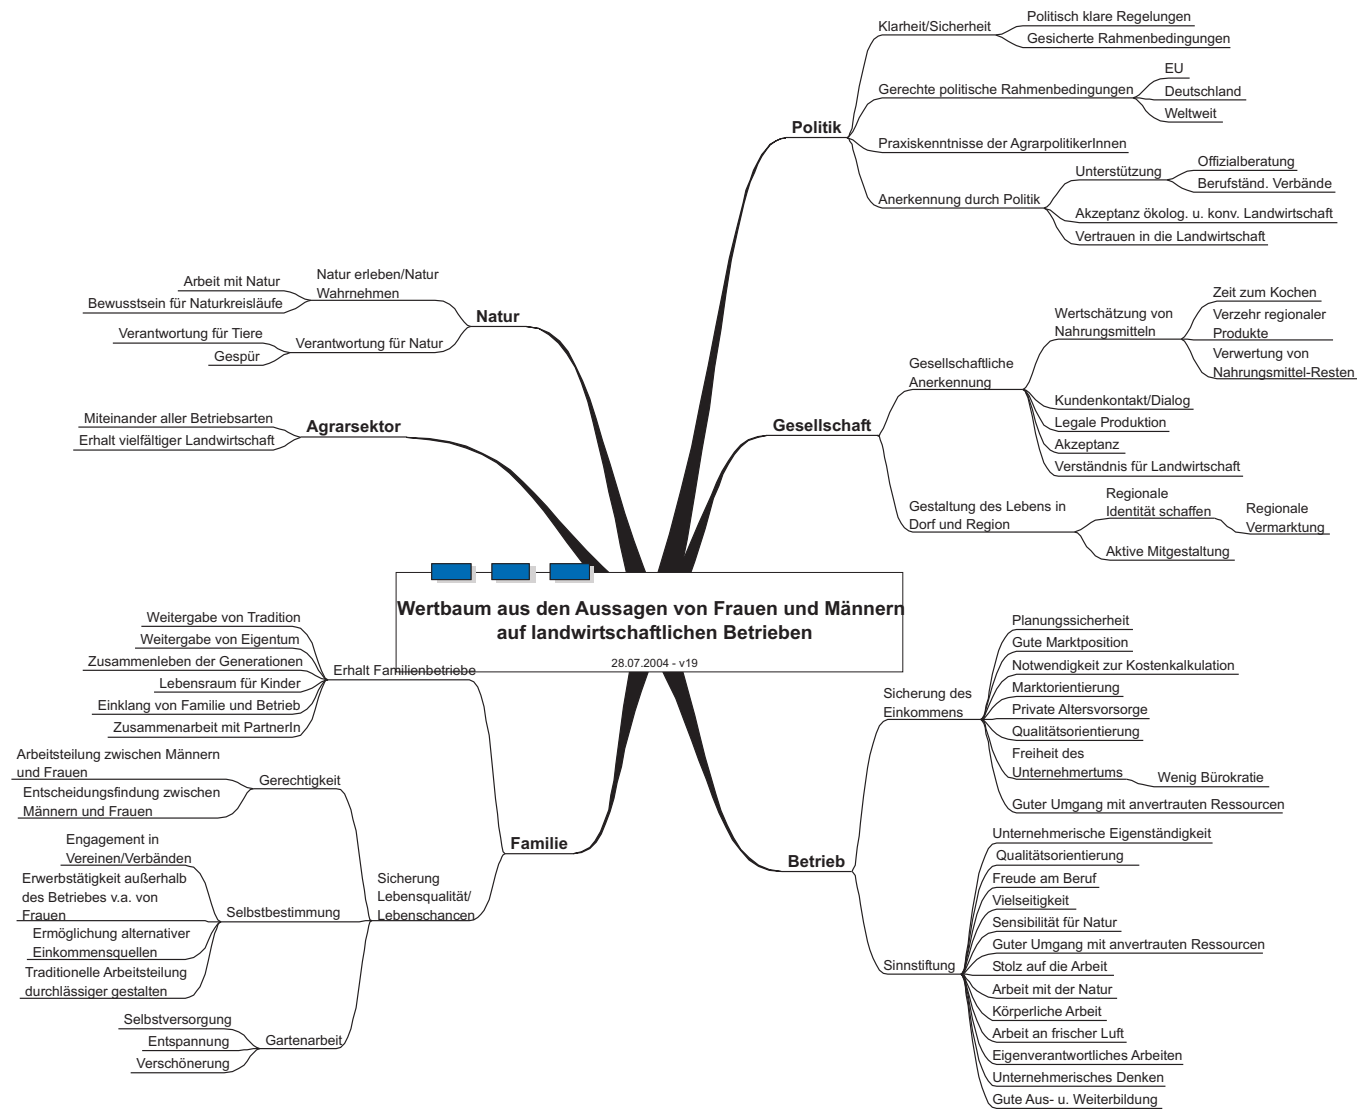 Wertbaum aus den Aussagen von Frauen und Männern
auf landwirtschaftlichen Betrieben
28.07.2004 - v19
Politik
Klarheit/Sicherheit
Politisch klare Regelungen
Gesicherte Rahmenbedingungen
Gerechte politische Rahmenbedingungen
EU
Deutschland
Weltweit
Praxiskenntnisse der AgrarpolitikerInnen
Anerkennung durch Politik
Unterstützung
Offizialberatung
Berufständ. Verbände
Akzeptanz ökolog. u. konv. Landwirtschaft
Vertrauen in die Landwirtschaft
Gesellschaft
Gesellschaftliche
Anerkennung
Wertschätzung von
Nahrungsmitteln
Zeit zum Kochen
Verzehr regionaler
Produkte
Verwertung von
Nahrungsmittel-Resten
Kundenkontakt/Dialog
Legale Produktion
Akzeptanz
Verständnis für Landwirtschaft
Gestaltung des Lebens in
Dorf und Region
Regionale
Identität schaffen
Regionale
Vermarktung
Aktive Mitgestaltung
Betrieb
Sicherung des
Einkommens
Planungssicherheit
Gute Marktposition
Notwendigkeit zur Kostenkalkulation
Marktorientierung
Private Altersvorsorge
Qualitätsorientierung
Freiheit des
Unternehmertums
Wenig Bürokratie
Guter Umgang mit anvertrauten Ressourcen
Sinnstiftung
Unternehmerische Eigenständigkeit
Qualitätsorientierung
Freude am Beruf
Vielseitigkeit
Sensibilität für Natur
Guter Umgang mit anvertrauten Ressourcen
Stolz auf die Arbeit
Arbeit mit der Natur
Körperliche Arbeit
Arbeit an frischer Luft
Eigenverantwortliches Arbeiten
Unternehmerisches Denken
Gute Aus- u. Weiterbildung
Natur
Natur erleben/Natur
Wahrnehmen
Arbeit mit Natur
Bewusstsein für Naturkreisläufe
Verantwortung für Natur
Verantwortung für Tiere
Gespür
Agrarsektor
Miteinander aller Betriebsarten
Erhalt vielfältiger Landwirtschaft
Familie
Erhalt Familienbetriebe
Weitergabe von Tradition
Weitergabe von Eigentum
Zusammenleben der Generationen
Lebensraum für Kinder
Einklang von Familie und Betrieb
Zusammenarbeit mit PartnerIn
Sicherung
Lebensqualität/
Lebenschancen
Gerechtigkeit
Arbeitsteilung zwischen Männern
und Frauen
Entscheidungsfindung zwischen
Männern und Frauen
Selbstbestimmung
Engagement in
Vereinen/Verbänden
Erwerbstätigkeit außerhalb
des Betriebes v.a. von
Frauen
Ermöglichung alternativer
Einkommensquellen
Traditionelle Arbeitsteilung
durchlässiger gestalten
Gartenarbeit
Selbstversorgung
Entspannung
Verschönerung